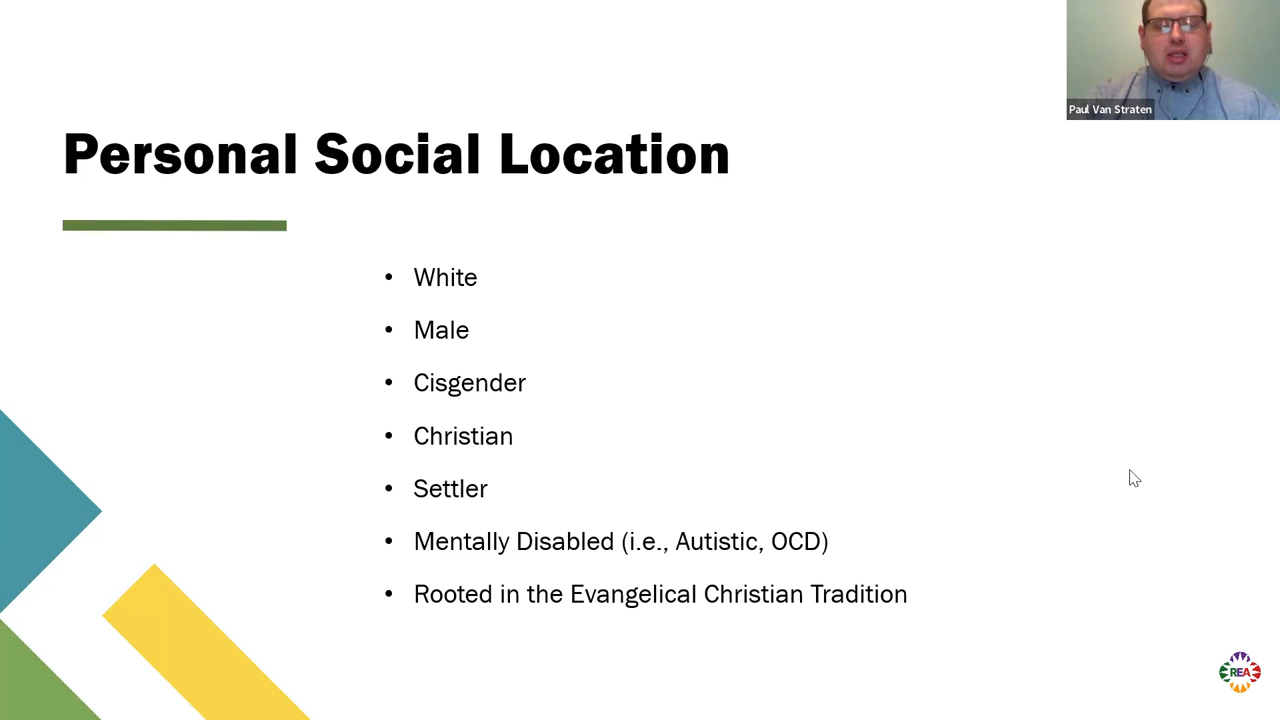 Paul Van Straten
Personal Social Location
• White
• Male
• Cisgender
• Christian
• Settler
• Mentally Disabled (i.e., Autistic, OCD)
• Rooted in the Evangelical Christian Tradition
REA